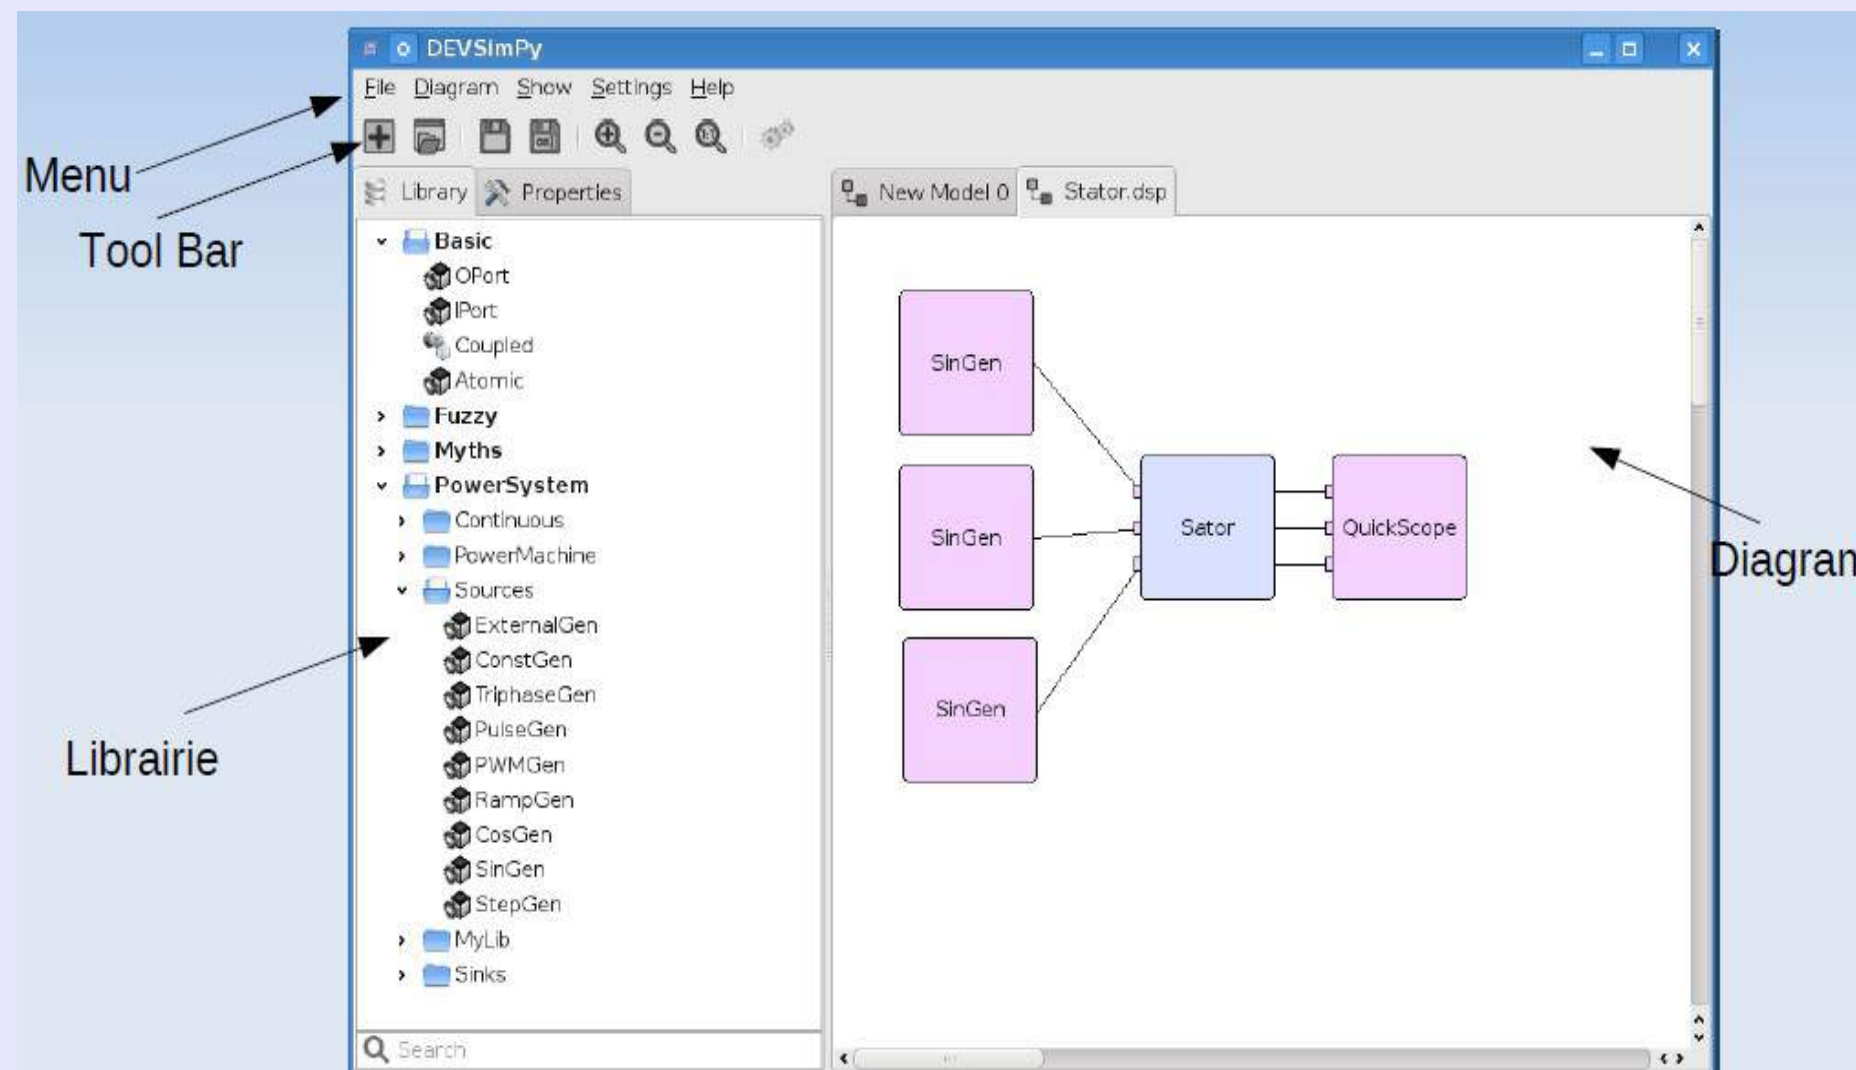 DEVSimPy
File Diagram Show Settings Help
Menu
Tool Bar
Library Properties
New Model 0 Stator.dsp
Basic
OPort
IPort
Coupled
Atomic
Fuzzy
Myths
PowerSystem
Continuous
PowerMachine
Sources
ExternalGen
ConstGen
TriphaseGen
PulseGen
PWMGen
RampGen
CosGen
SinGen
StepGen
MyLib
Sinks
Search
Librairie
SinGen
SinGen
SinGen
Sator
QuickScope
Diagram